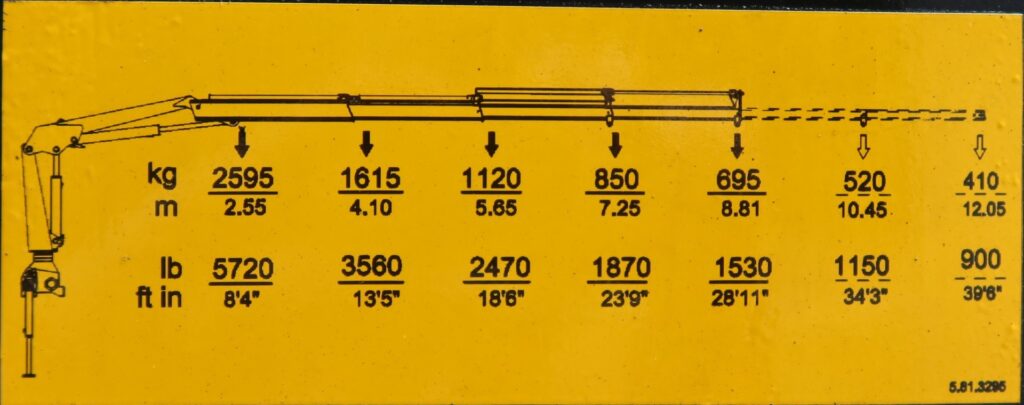 kg 2595 1615 1120 850 695 520 410
m 2.55 4.10 5.65 7.25 8.81 10.45 12.05
lb 5720 3560 2470 1870 1530 1150 900
ft in 8'4" 13'5" 18'6" 23'9" 28'11" 34'3" 39'6"
5.81.3295